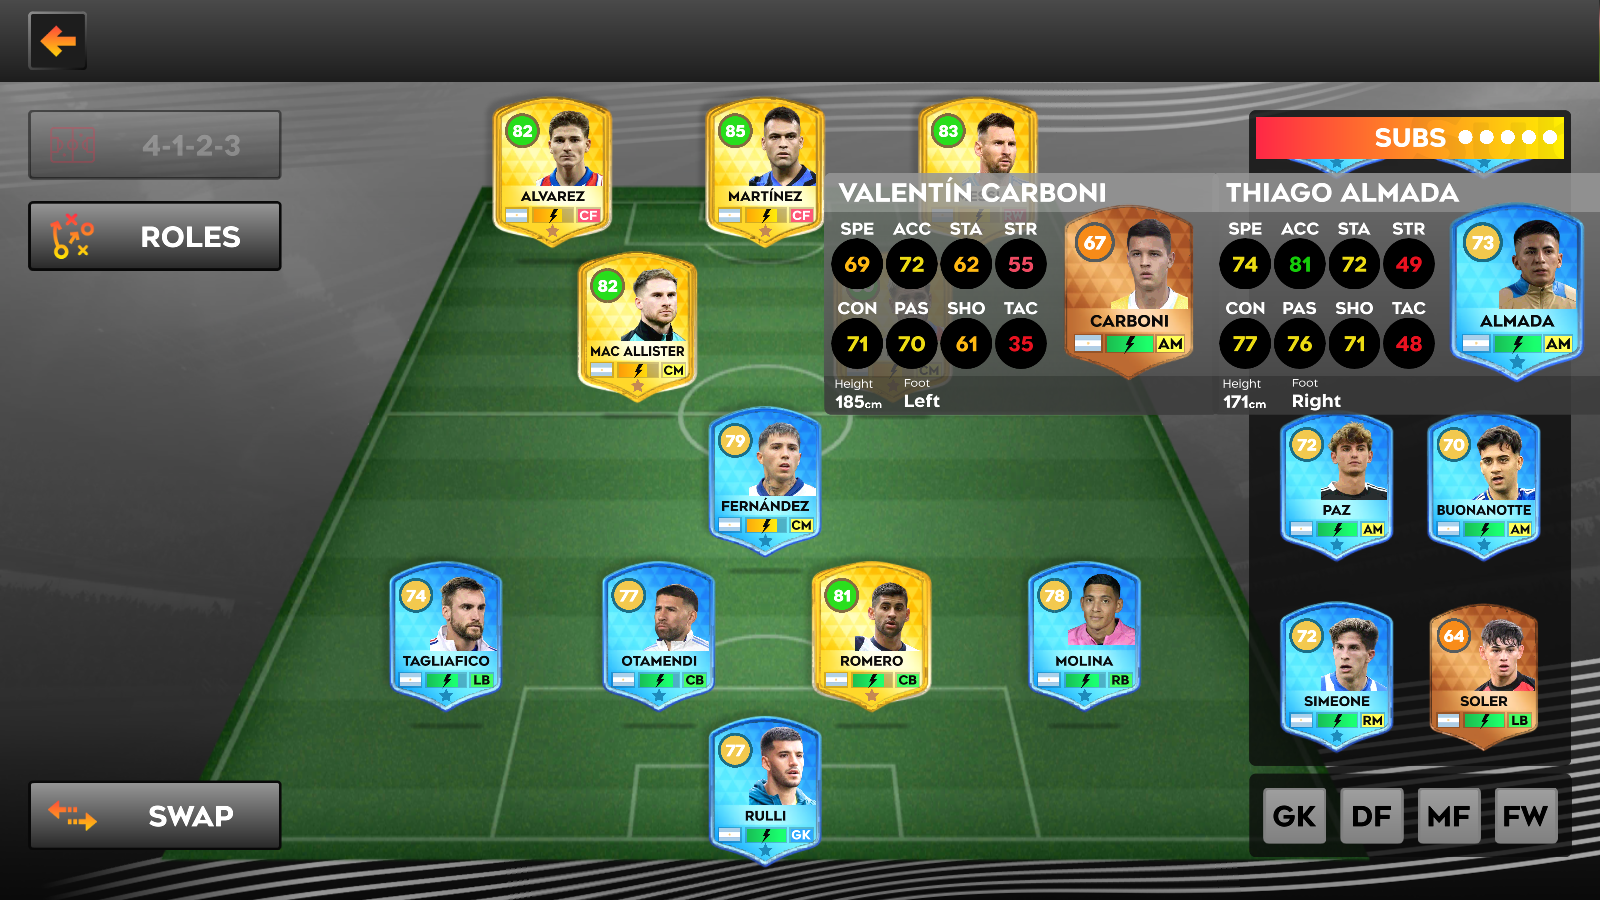 4-1-2-3
ROLES
SWAP
82
ALVAREZ
CF
85
MARTÍNEZ
CF
83
RW
82
MAC ALLISTER
CM
CM
79
FERNÁNDEZ
CM
74
TAGLIAFICO
LB
77
OTAMENDI
CB
81
ROMERO
CB
78
MOLINA
RB
77
RULLI
GK
SUBS
VALENTÍN CARBONI
SPE ACC STA STR
69 72 62 55
CON PAS SHO TAC
71 70 61 35
Height Foot
185cm Left
67
CARBONI
AM
THIAGO ALMADA
SPE ACC STA STR
74 81 72 49
CON PAS SHO TAC
77 76 71 48
Height Foot
171cm Right
73
ALMADA
AM
72
PAZ
AM
70
BUONANOTTE
AM
72
SIMEONE
RM
64
SOLER
LB
GK DF MF FW